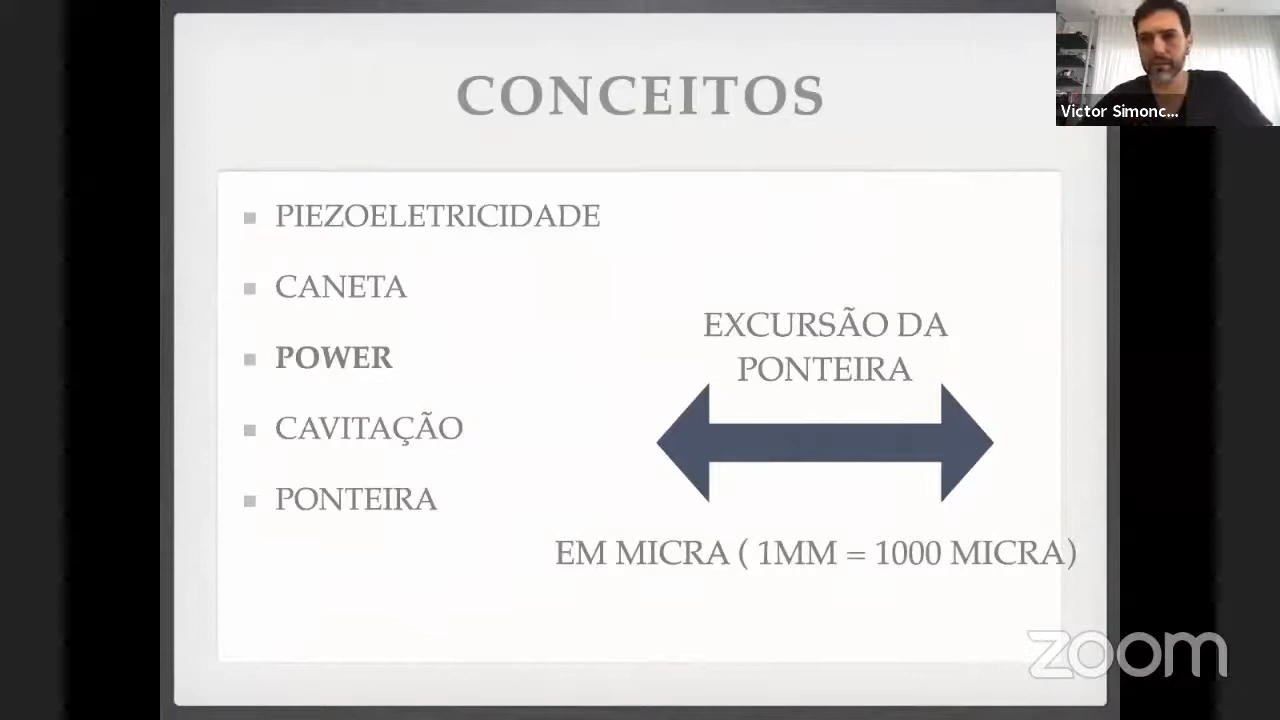 CONCEITOS
Victor Simonc...
PIEZOELETRICIDADE
CANETA
POWER
CAVITAÇÃO
PONTEIRA
EXCURSÃO DA
PONTEIRA
EM MICRA ( 1MM = 1000 MICRA)
zoom